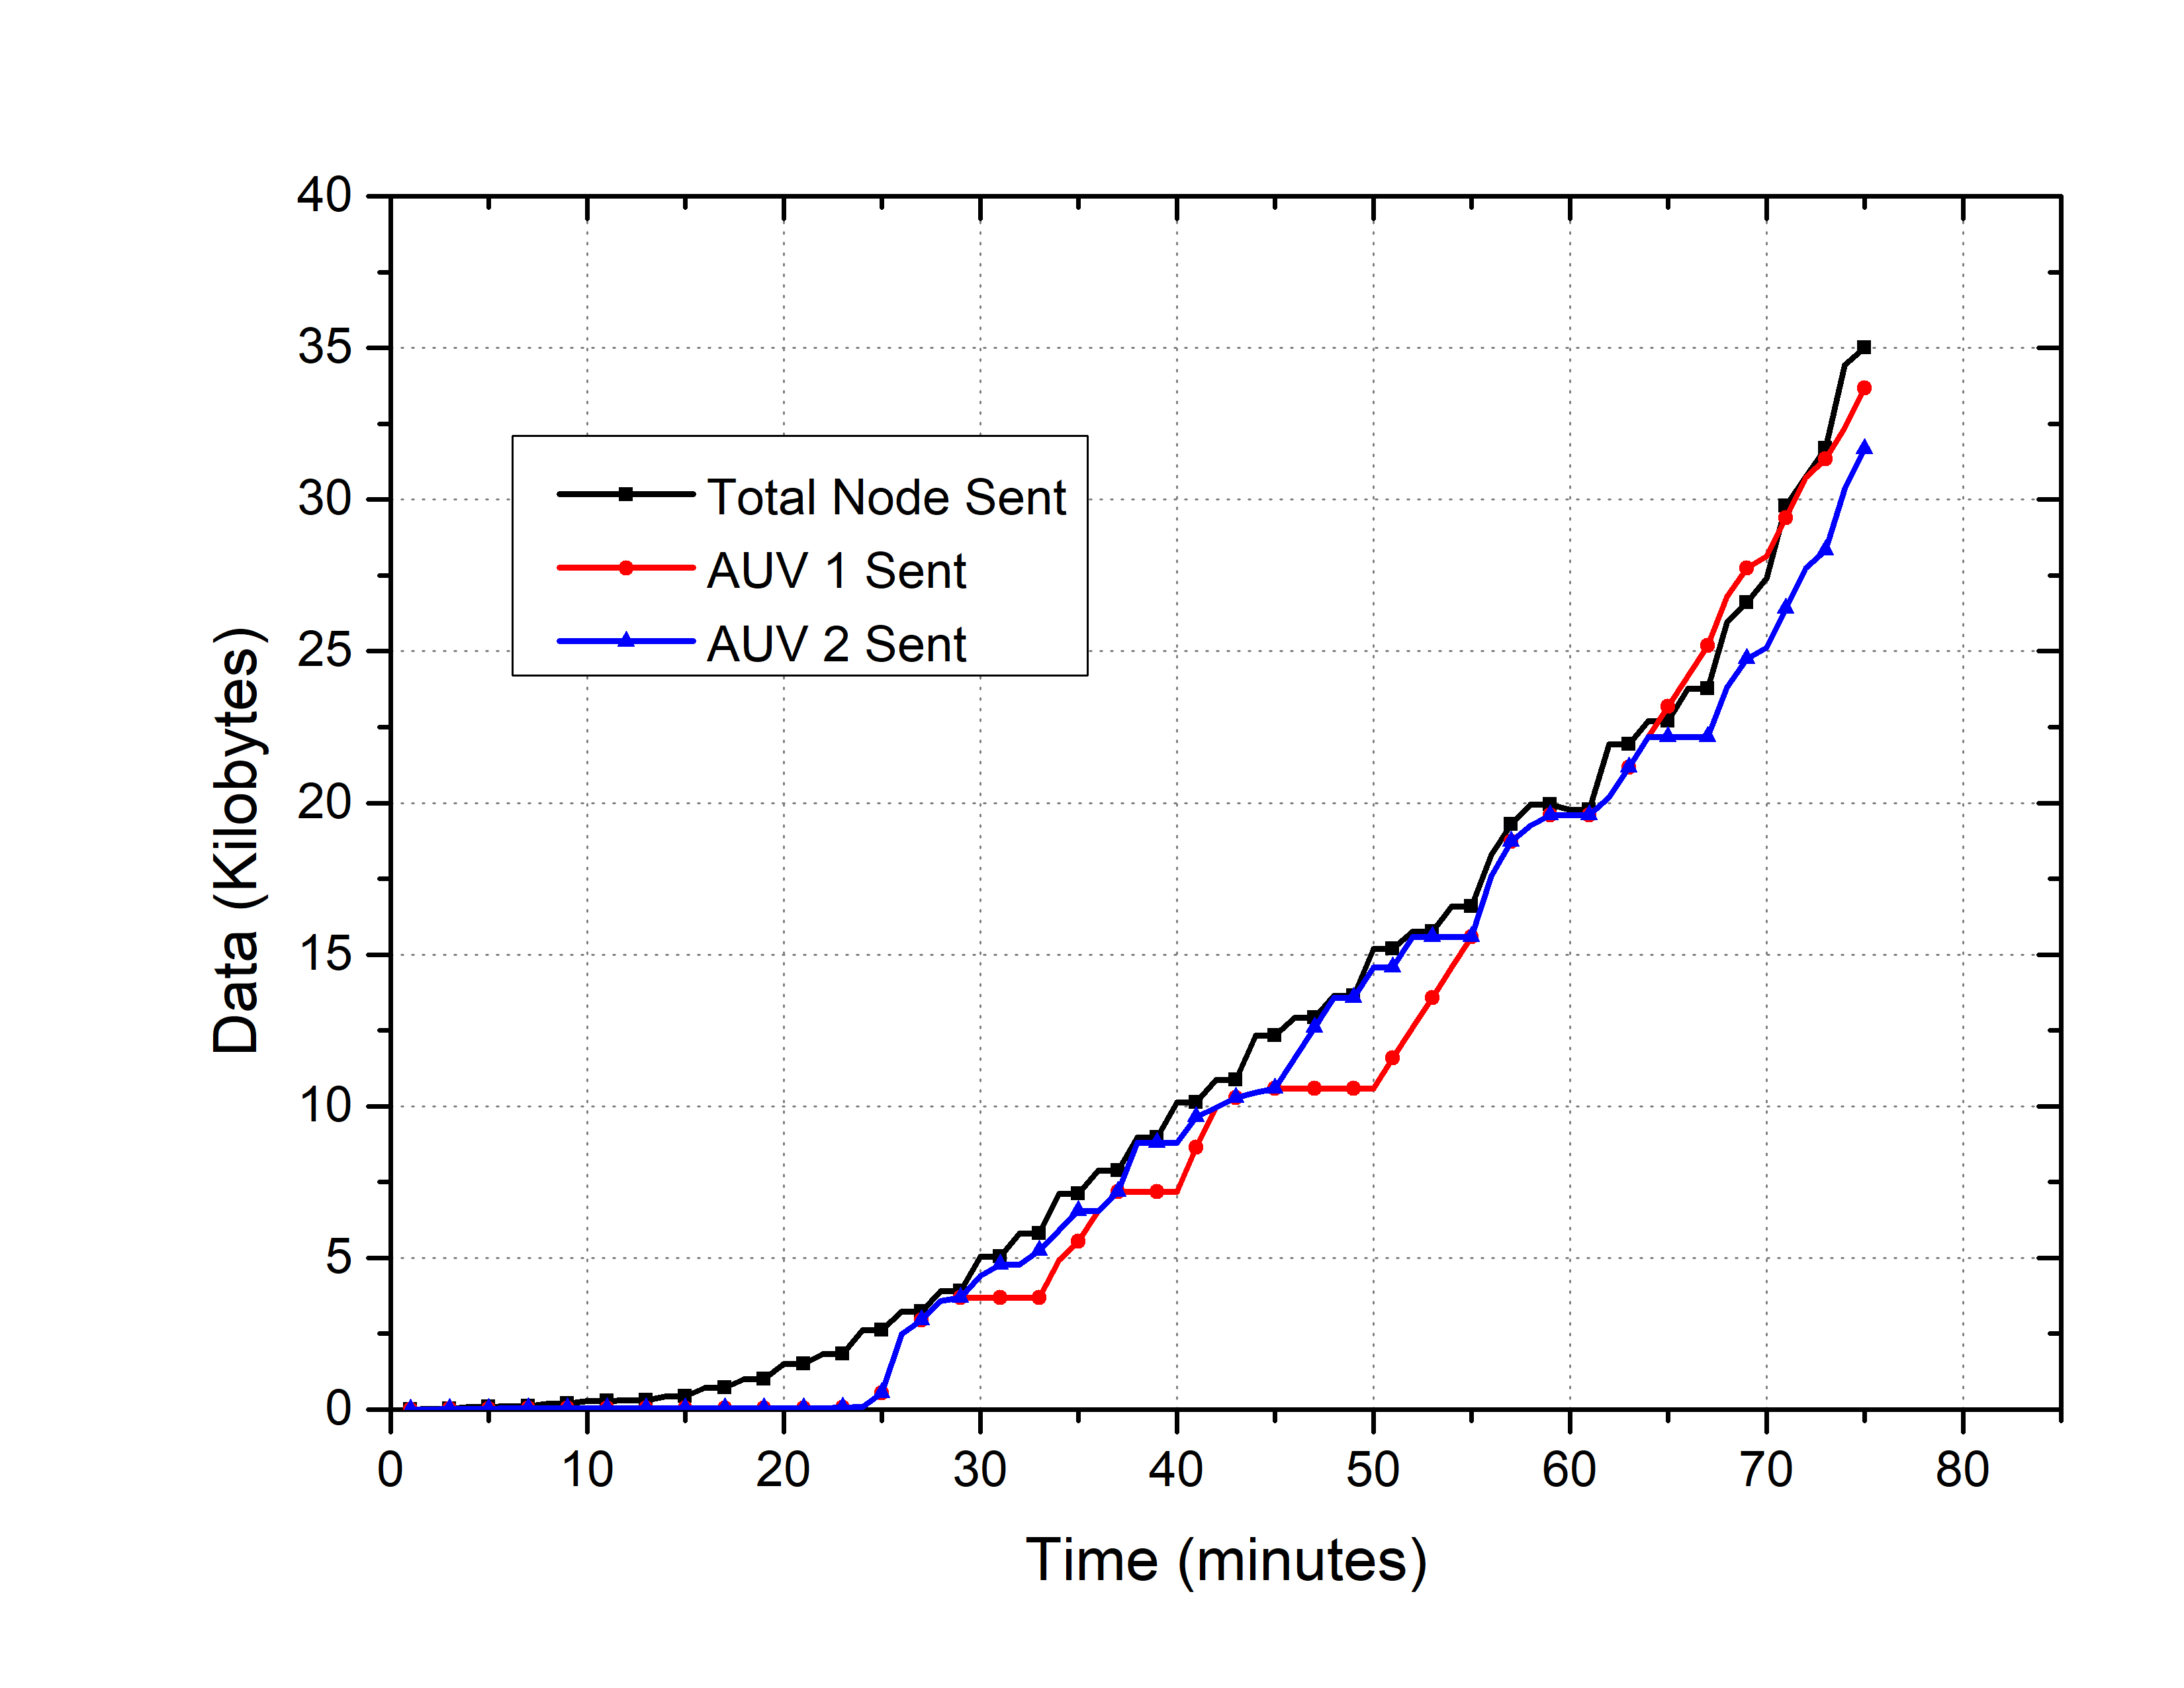 40
35
30
25
20
15
10
5
0
Data (Kilobytes)
Total Node Sent
AUV 1 Sent
AUV 2 Sent
0 10 20 30 40 50 60 70 80
Time (minutes)